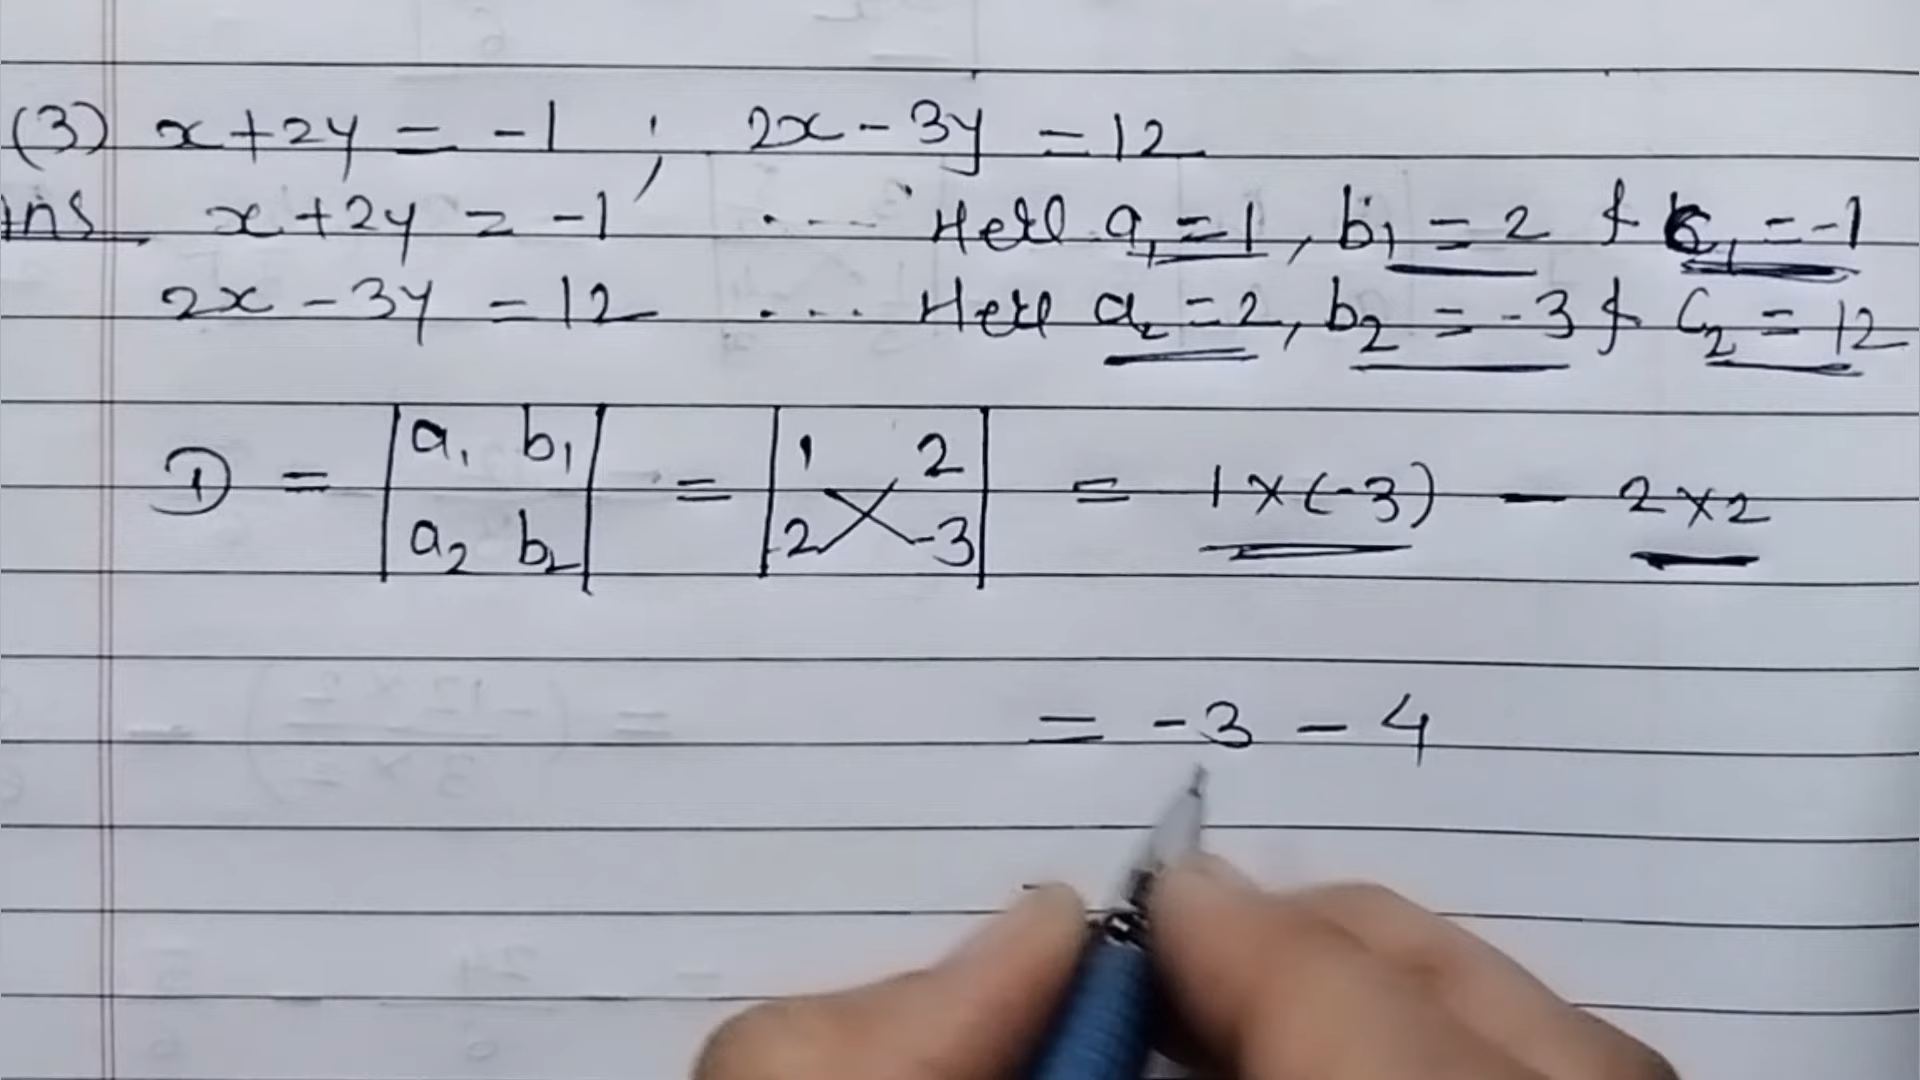 (3) x+2y = -1 ; 2x-3y = 12
Ans x+2y = -1 .... Here a₁=1, b₁=2 & c₁=-1
2x-3y = 12 .... Here a₂=2, b₂=-3 & c₂=12
D = |a₁ b₁| = |1 2| = 1×(-3) - 2×2
|a₂ b₂| |2 -3|
= -3-4